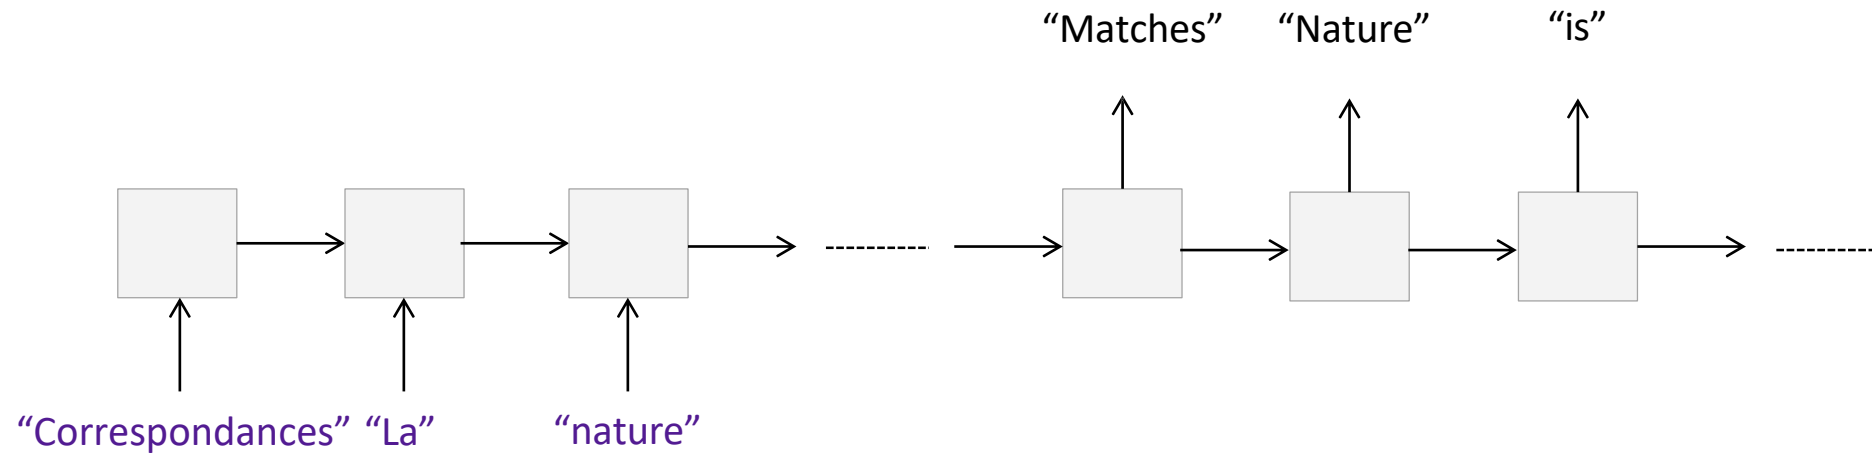 “Matches” “Nature” “is”
“Correspondances” “La” “nature”